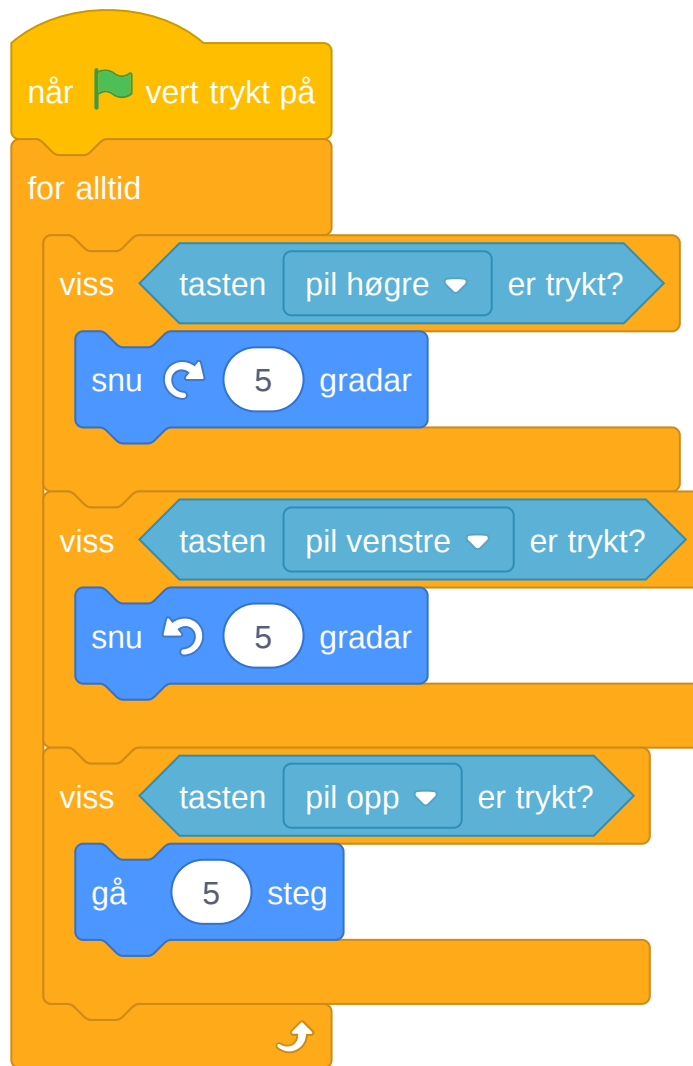 når vert trykt på
for alltid
viss tasten pil høgre er trykt?
snu 5 gradar
viss tasten pil venstre er trykt?
snu 5 gradar
viss tasten pil opp er trykt?
gå 5 steg